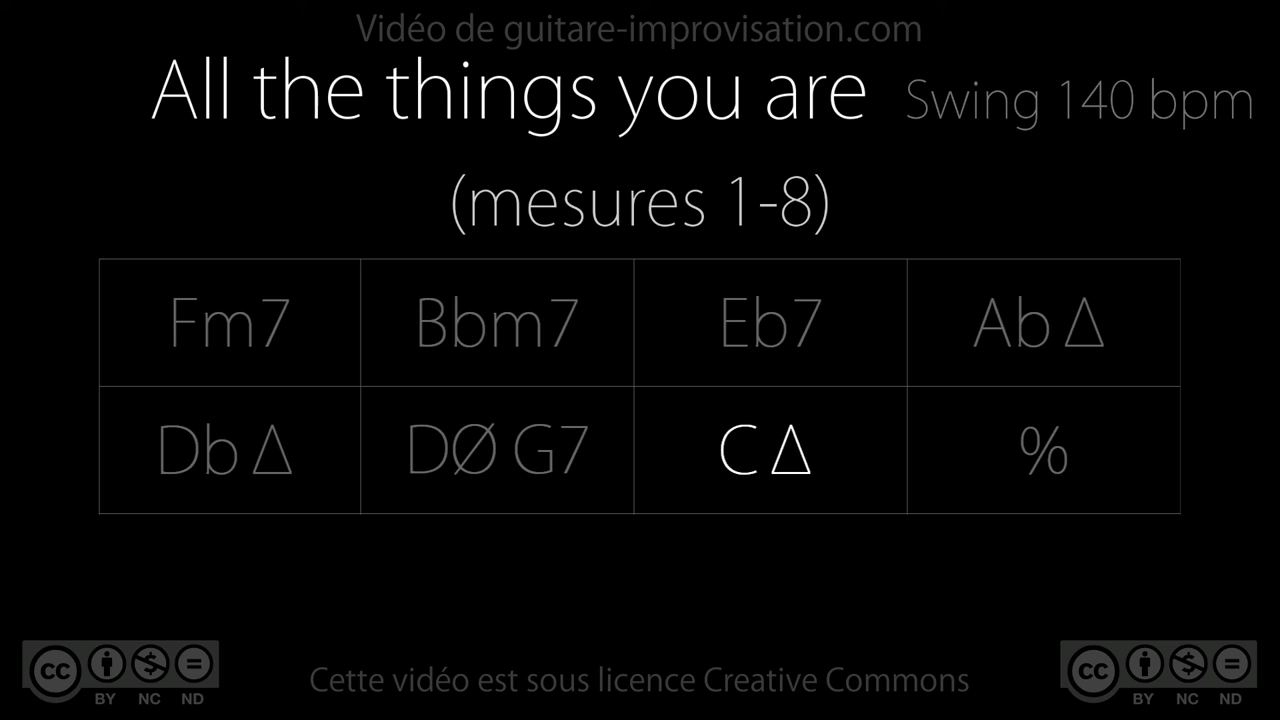 Vidéo de guitare-improvisation.com
All the things you are Swing 140 bpm
(mesures 1-8)
Fm7 Bbm7 Eb7 Ab Δ
Db Δ DØ G7 C Δ %
cc BY NC ND Cette vidéo est sous licence Creative Commons cc BY NC ND